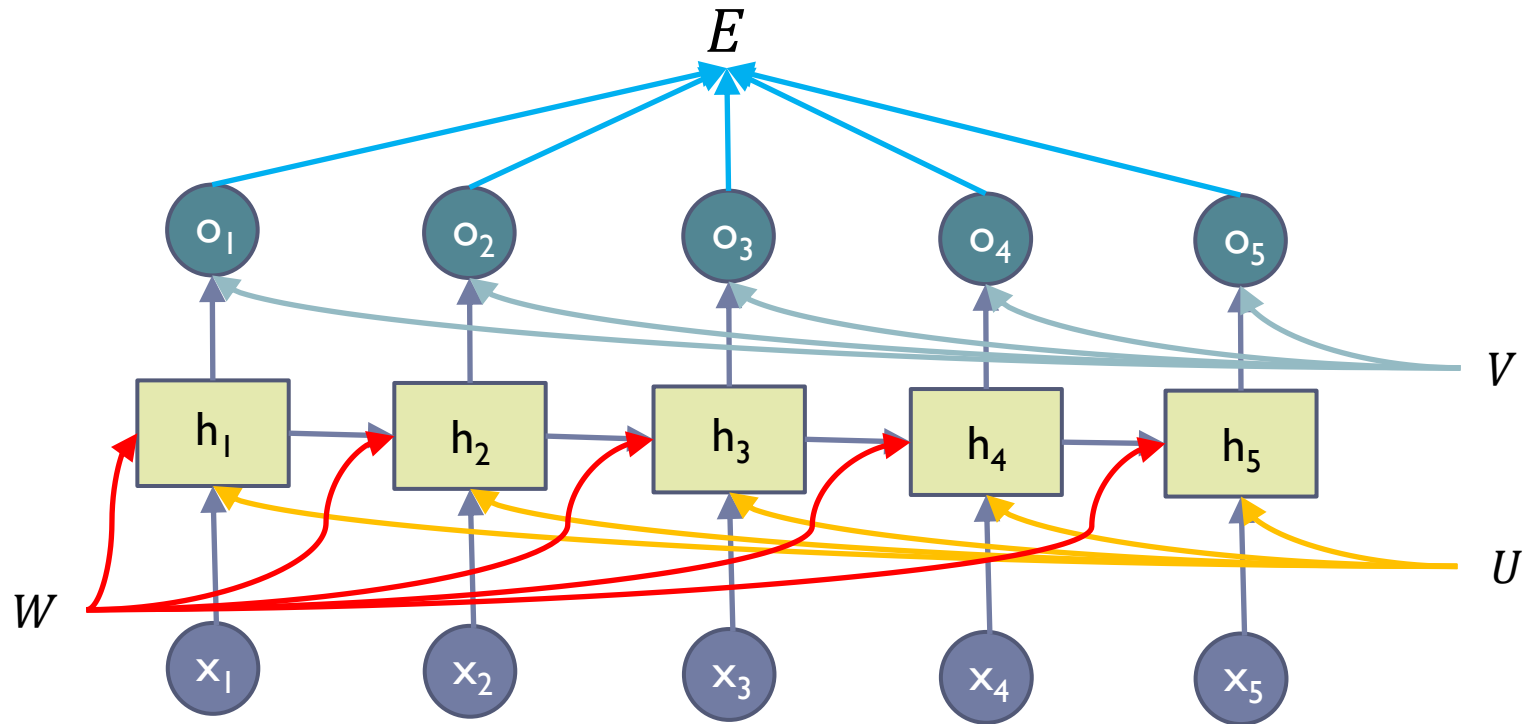 E
o₁ o₂ o₃ o₄ o₅
V
h₁ h₂ h₃ h₄ h₅
U
W
x₁ x₂ x₃ x₄ x₅